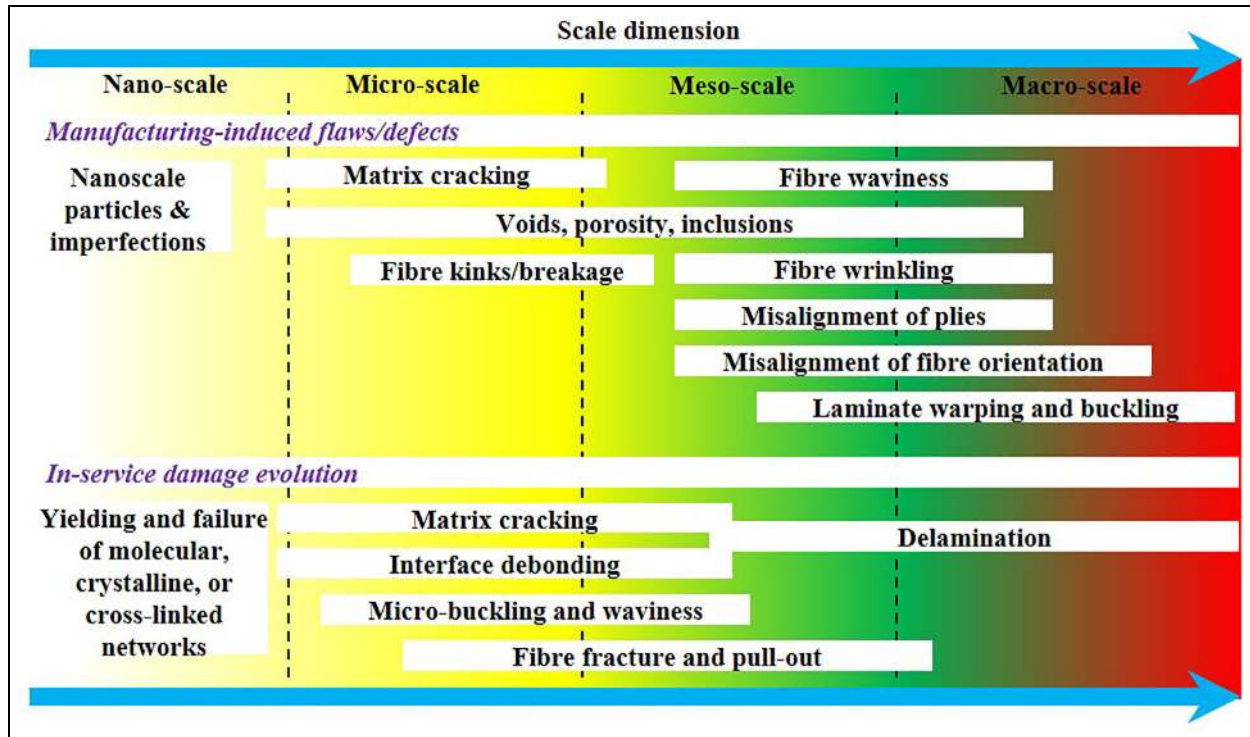 Scale dimension
Nano-scale
Micro-scale
Meso-scale
Macro-scale
Manufacturing-induced flaws/defects
Nanoscale
particles &
imperfections
Matrix cracking
Fibre waviness
Voids, porosity, inclusions
Fibre kinks/breakage
Fibre wrinkling
Misalignment of plies
Misalignment of fibre orientation
Laminate warping and buckling
In-service damage evolution
Yielding and failure
of molecular,
crystalline, or
cross-linked
networks
Matrix cracking
Delamination
Interface debonding
Micro-buckling and waviness
Fibre fracture and pull-out